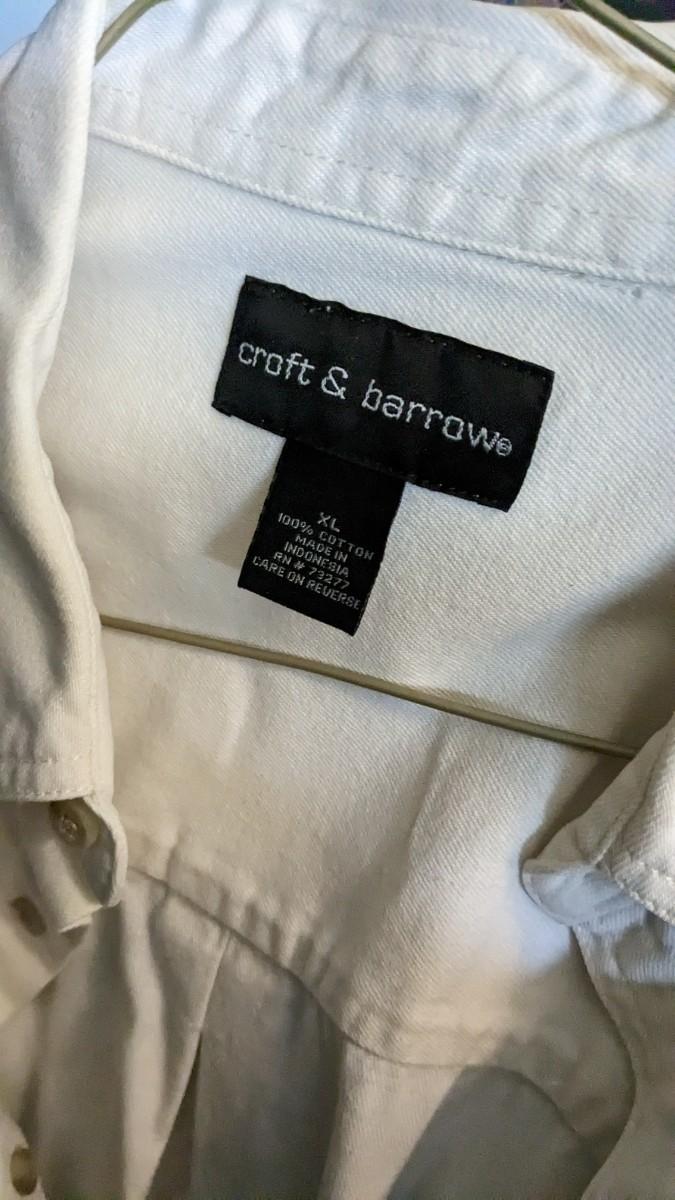 croft & barrow®
XL
100% COTTON
MADE IN
INDONESIA
RN # 73277
CARE ON REVERSE